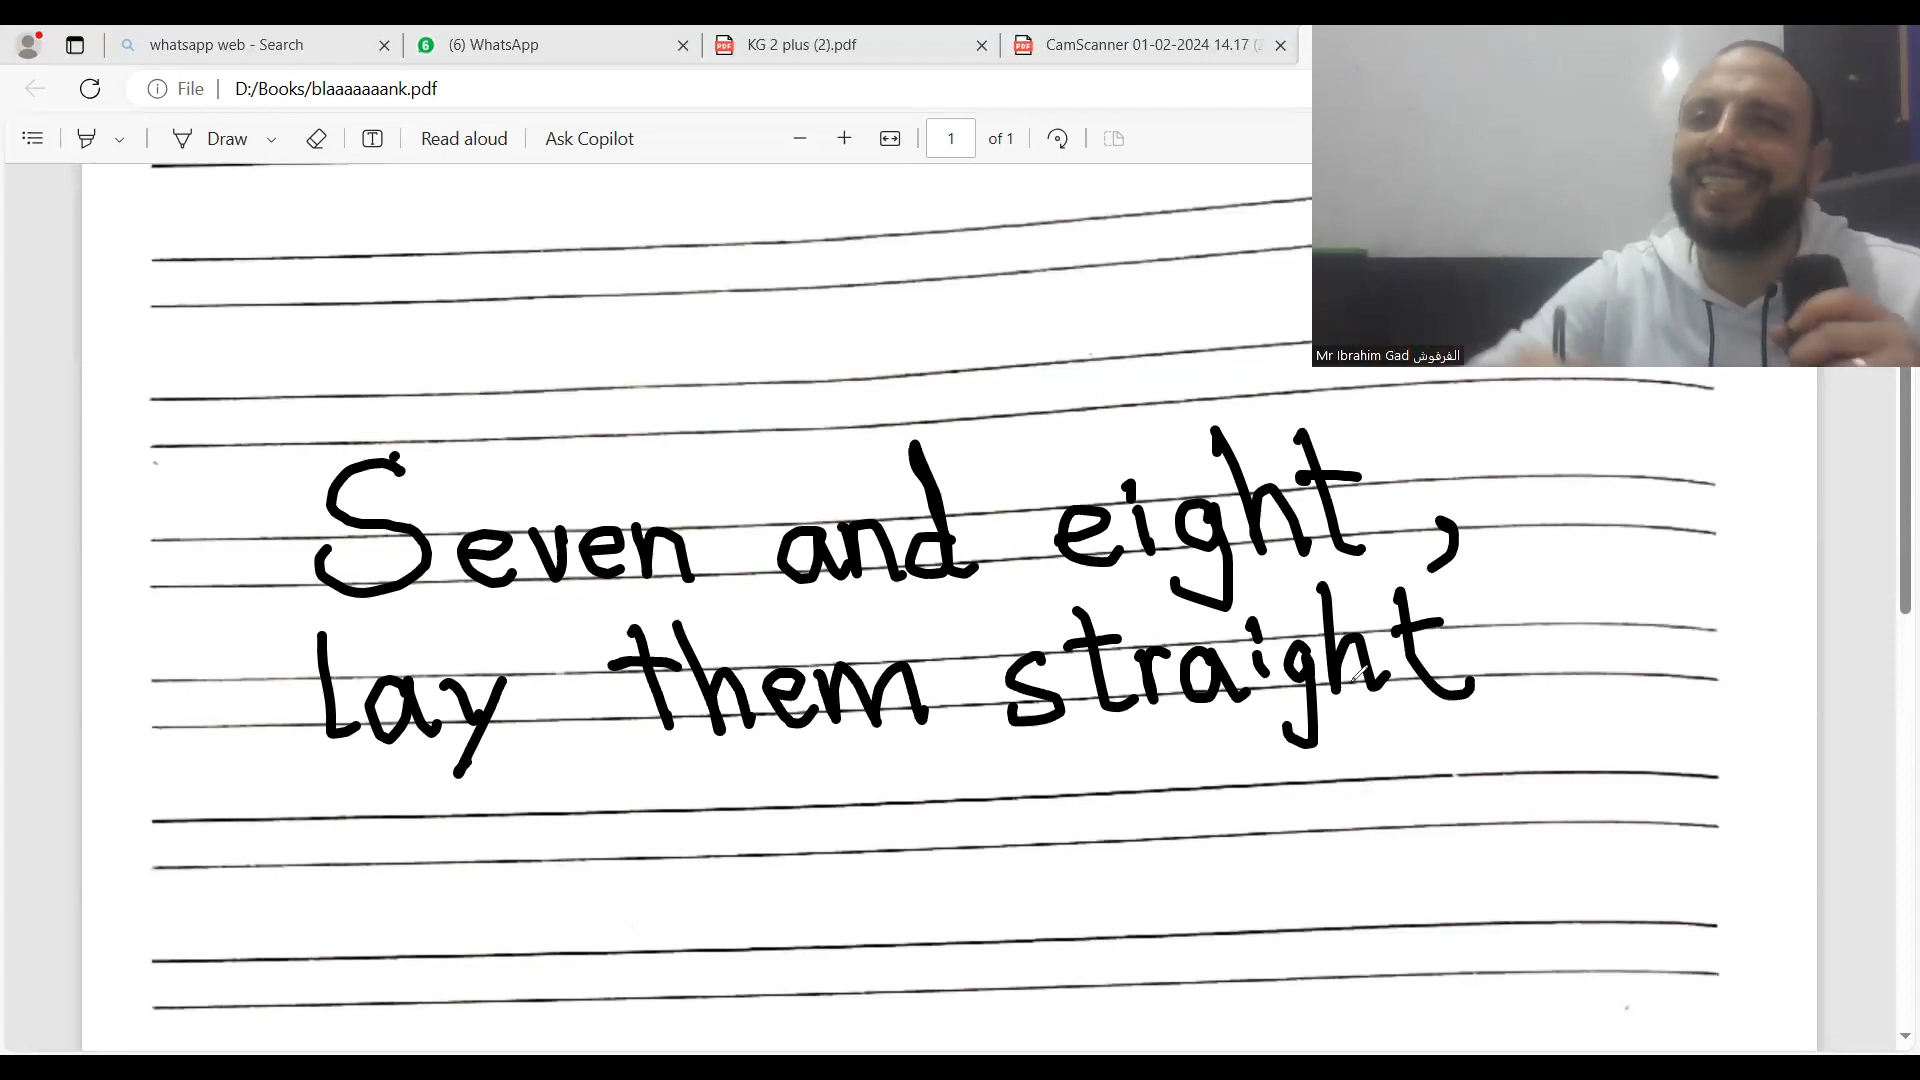 whatsapp web - Search
(6) WhatsApp
KG 2 plus (2).pdf
CamScanner 01-02-2024 14.17 (2
File
D:/Books/blaaaaaaank.pdf
Draw
Read aloud
Ask Copilot
1 of 1
Mr Ibrahim Gad الفرفوش
Seven and eight,
lay them straight